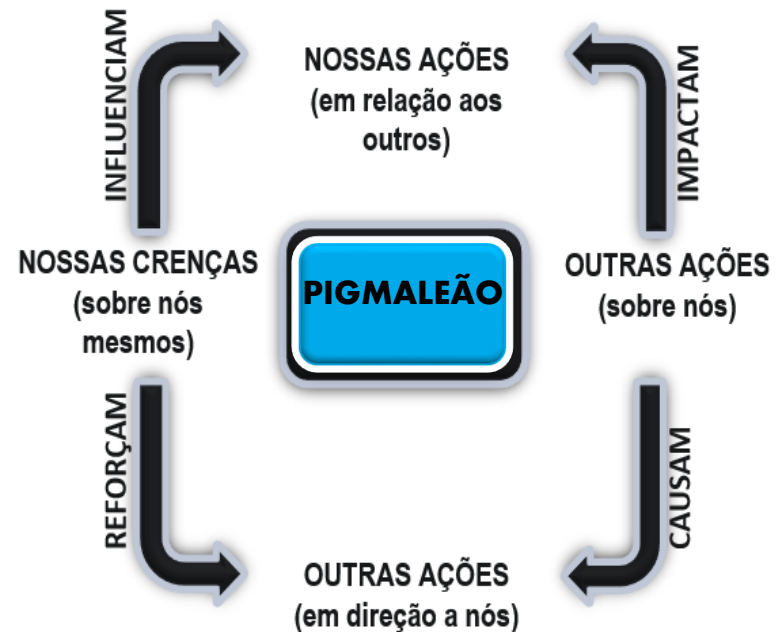 INFLUENCIAM
NOSSAS AÇÕES
(em relação aos
outros)
IMPACTAM
NOSSAS CRENÇAS
(sobre nós
mesmos)
PIGMALEÃO
OUTRAS AÇÕES
(sobre nós)
REFORÇAM
CAUSAM
OUTRAS AÇÕES
(em direção a nós)